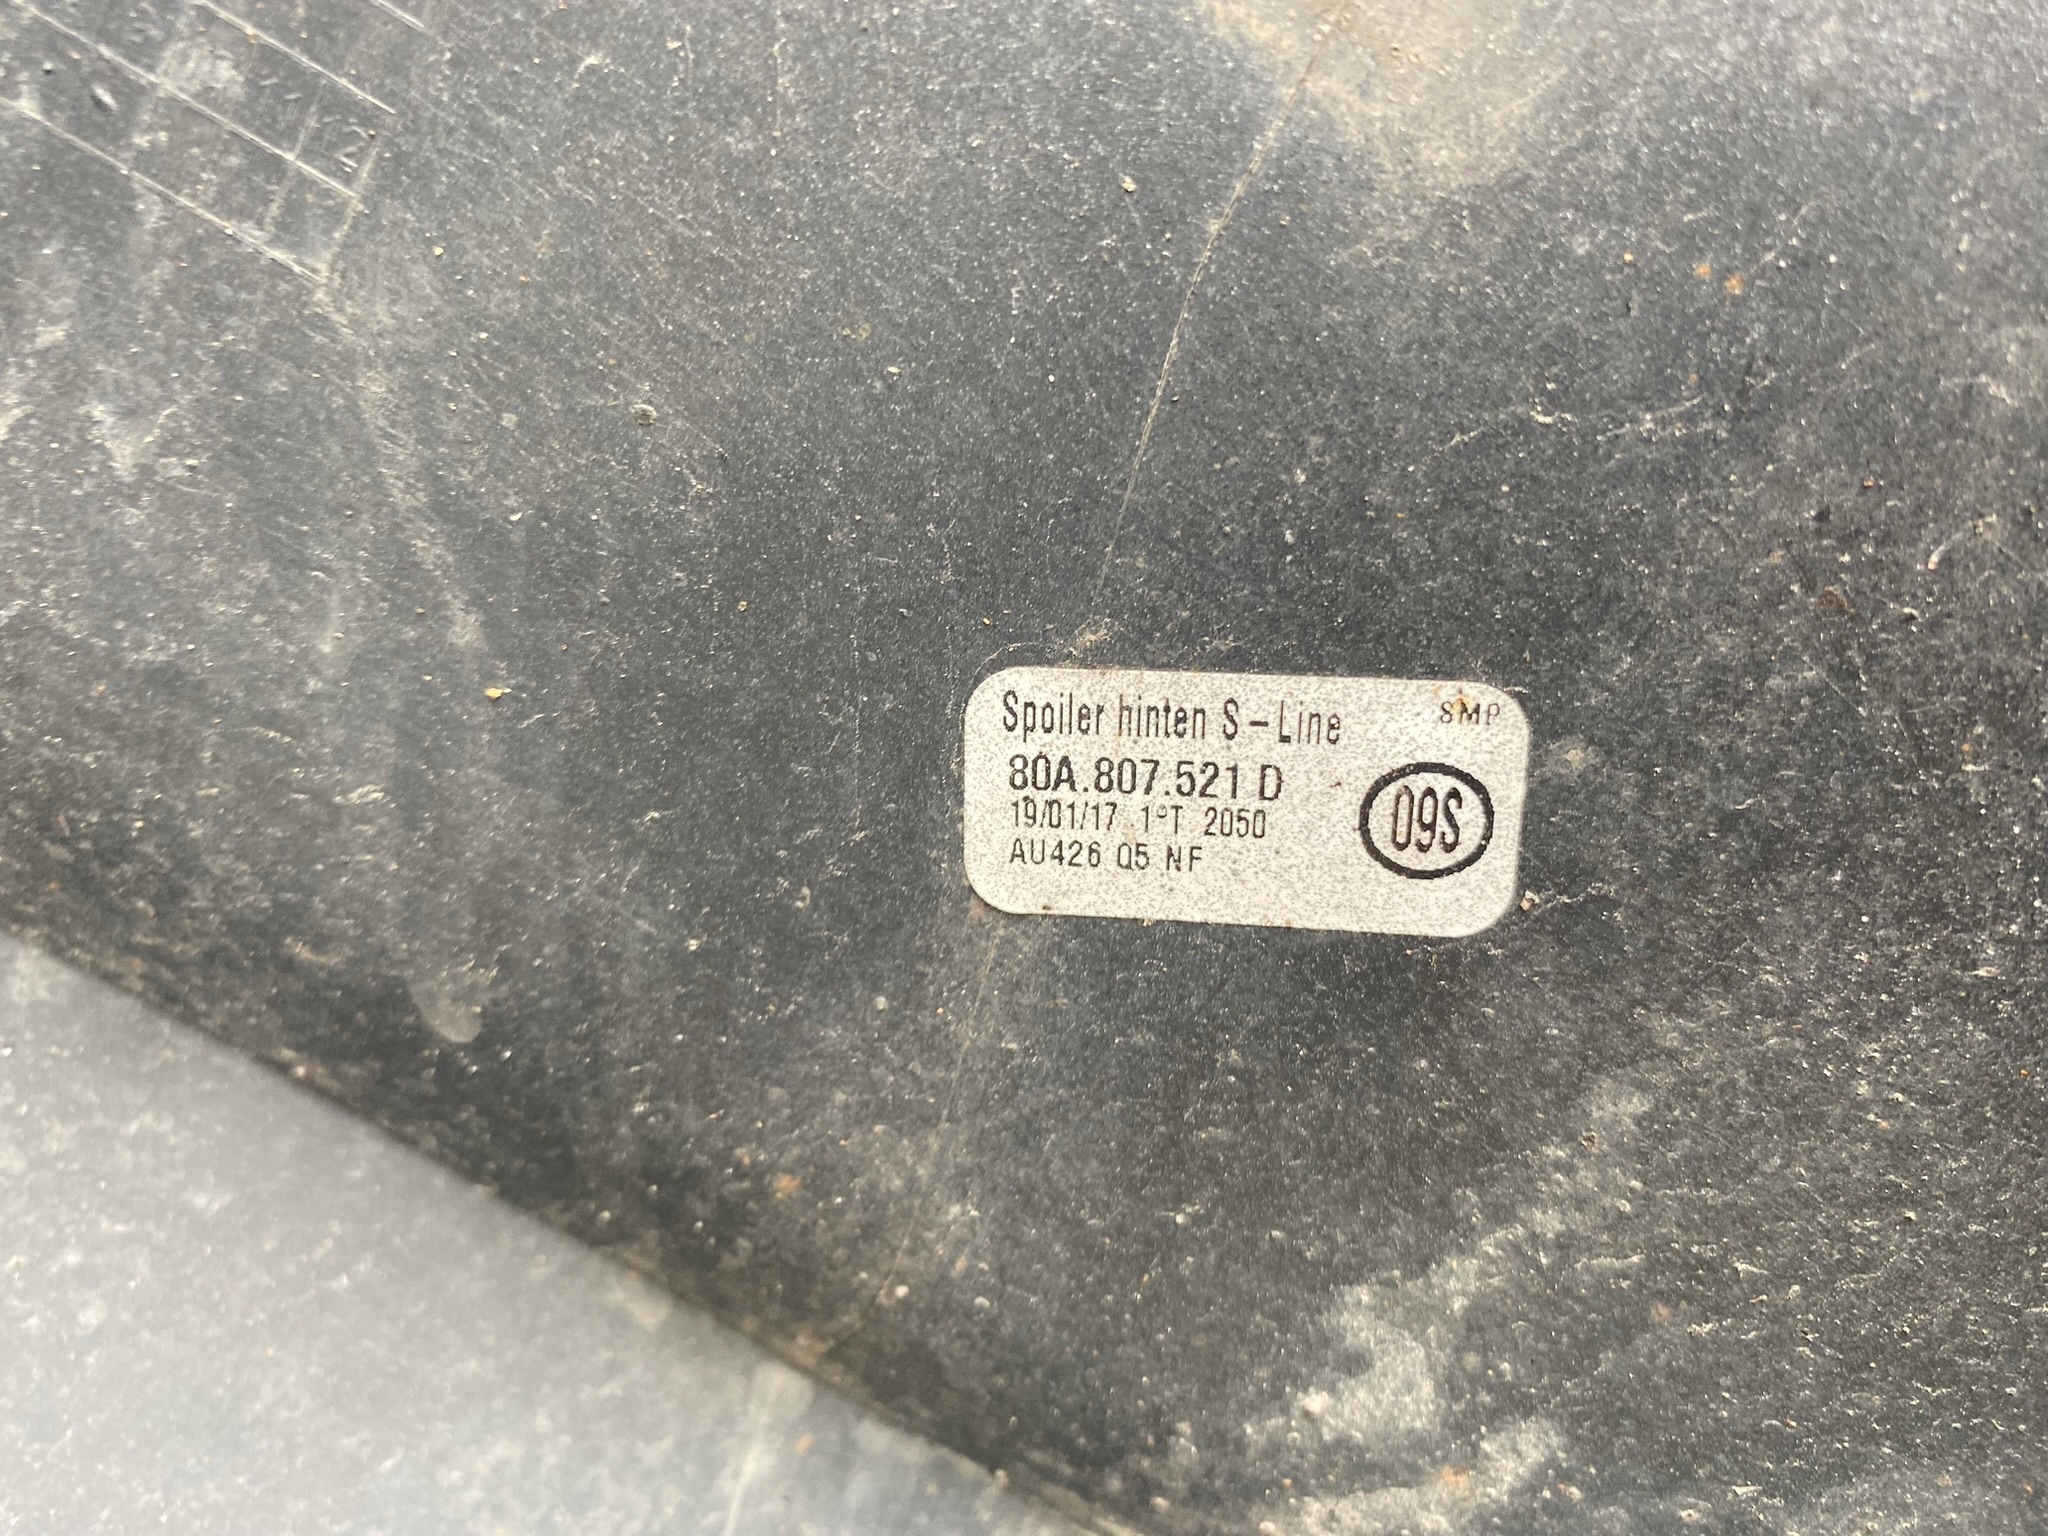 Spoiler hinten S-Line
SMP
80A.807.521 D
09S
19/01/17 1°T 2050
AU426 Q5 NF